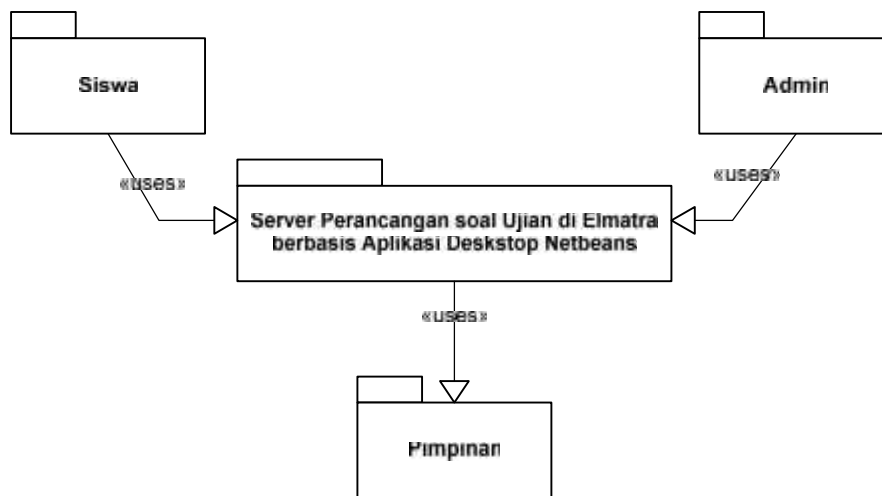 Siswa
Admin
«uses»
«uses»
Server Perancangan soal Ujian di Elmatra
berbasis Aplikasi Deskstop Netbeans
«uses»
Pimpinan